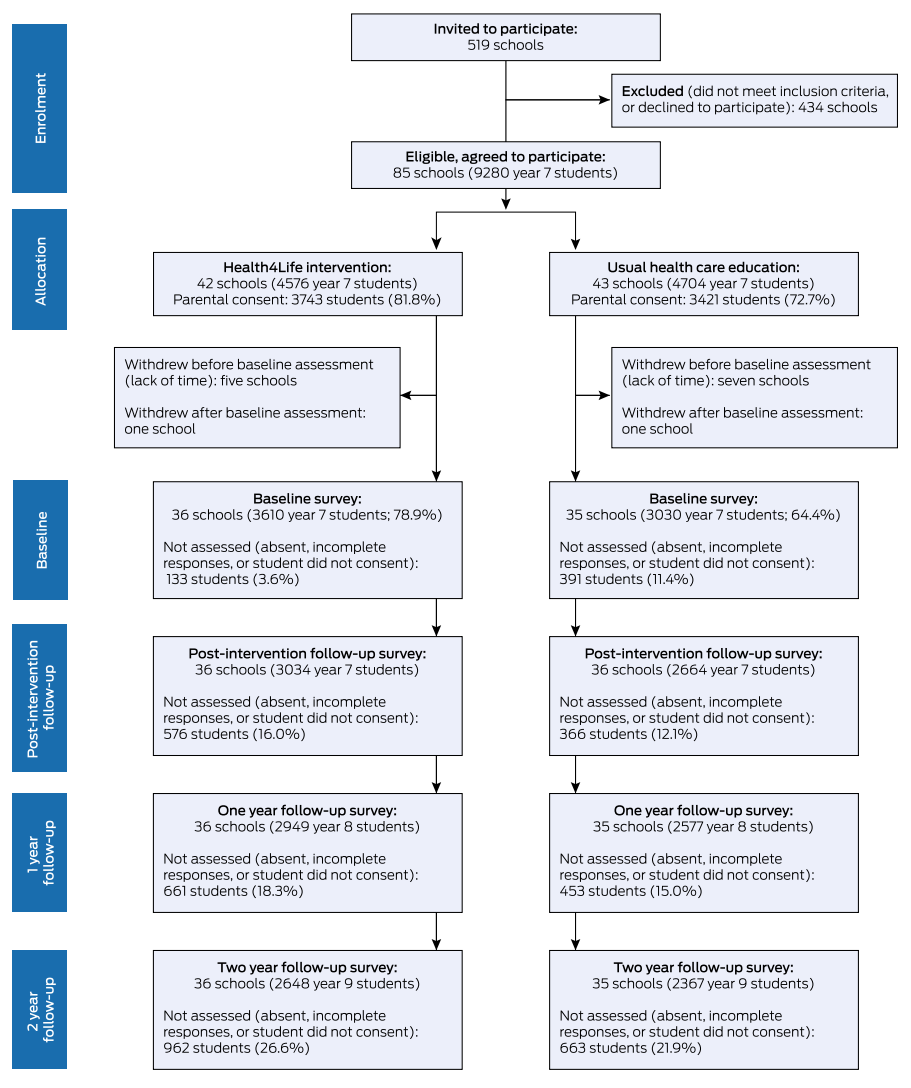 Enrolment
Invited to participate:
519 schools
Excluded (did not meet inclusion criteria,
or declined to participate): 434 schools
Eligible, agreed to participate:
85 schools (9280 year 7 students)
Allocation
Health4Life intervention:
42 schools (4576 year 7 students)
Parental consent: 3743 students (81.8%)
Usual health care education:
43 schools (4704 year 7 students)
Parental consent: 3421 students (72.7%)
Withdrew before baseline assessment
(lack of time): five schools
Withdrew after baseline assessment:
one school
Withdrew before baseline assessment
(lack of time): seven schools
Withdrew after baseline assessment:
one school
Baseline
Baseline survey:
36 schools (3610 year 7 students; 78.9%)
Not assessed (absent, incomplete
responses, or student did not consent):
133 students (3.6%)
Baseline survey:
35 schools (3030 year 7 students; 64.4%)
Not assessed (absent, incomplete
responses, or student did not consent):
391 students (11.4%)
Post-intervention
follow-up
Post-intervention follow-up survey:
36 schools (3034 year 7 students)
Not assessed (absent, incomplete
responses, or student did not consent):
576 students (16.0%)
Post-intervention follow-up survey:
36 schools (2664 year 7 students)
Not assessed (absent, incomplete
responses, or student did not consent):
366 students (12.1%)
1 year
follow-up
One year follow-up survey:
36 schools (2949 year 8 students)
Not assessed (absent, incomplete
responses, or student did not consent):
661 students (18.3%)
One year follow-up survey:
35 schools (2577 year 8 students)
Not assessed (absent, incomplete
responses, or student did not consent):
453 students (15.0%)
2 year
follow-up
Two year follow-up survey:
36 schools (2648 year 9 students)
Not assessed (absent, incomplete
responses, or student did not consent):
962 students (26.6%)
Two year follow-up survey:
35 schools (2367 year 9 students)
Not assessed (absent, incomplete
responses, or student did not consent):
663 students (21.9%)